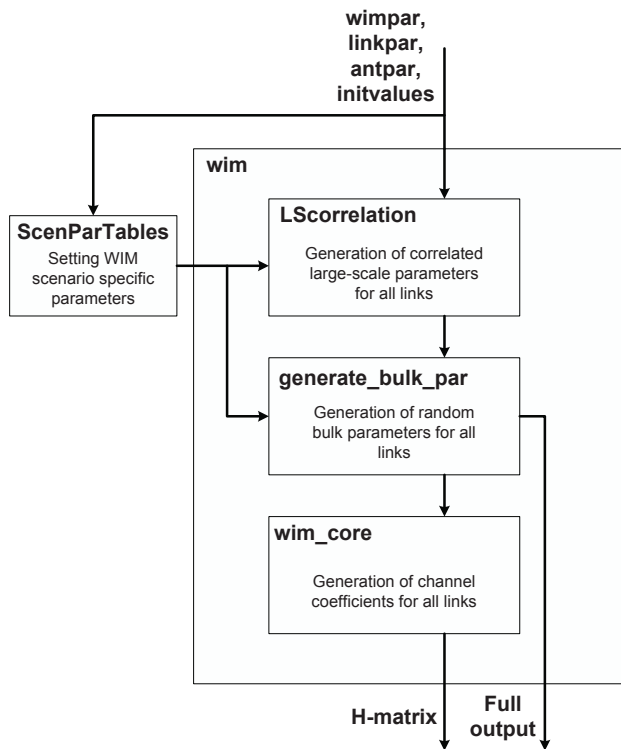 wimpar,
linkpar,
antpar,
initvalues
wim
ScenParTables
Setting WIM
scenario specific
parameters
LScorrelation
Generation of correlated
large-scale parameters
for all links
generate_bulk_par
Generation of random
bulk parameters for all
links
wim_core
Generation of channel
coefficients for all links
H-matrix
Full
output